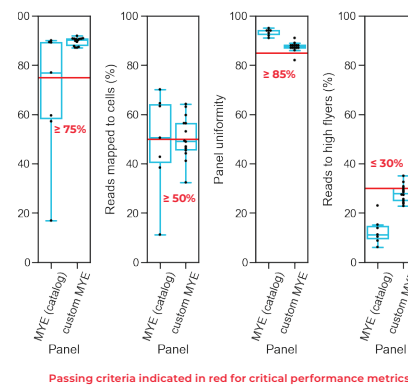 00
80
60
40
20
0
≥ 75%
MYE (catalog)
custom MYE
Panel
Reads mapped to cells (%)
100
80
60
40
20
0
≥ 50%
MYE (catalog)
custom MYE
Panel
Panel uniformity
100
80
60
40
20
0
≥ 85%
MYE (catalog)
custom MYE
Panel
Reads to high flyers (%)
100
80
60
40
20
0
≤ 30%
MYE (catalog)
custom MYE
Panel
Passing criteria indicated in red for critical performance metrics